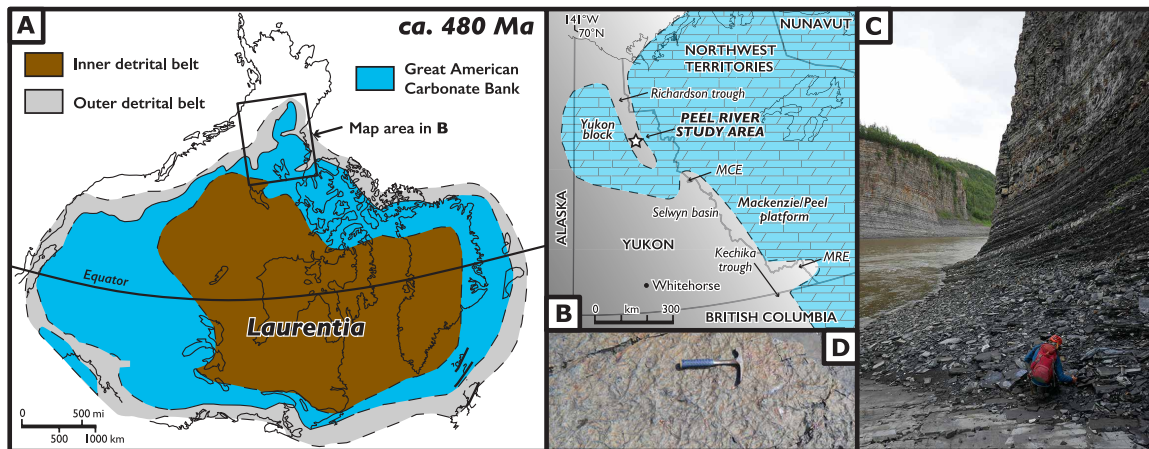 A
ca. 480 Ma
Inner detrital belt
Outer detrital belt
Great American
Carbonate Bank
Map area in B
Equator
Laurentia
0 500 mi
500 1000 km
141°W
70°N
NUNAVUT
NORTHWEST
TERRITORIES
Richardson trough
PEEL RIVER
STUDY AREA
Yukon
block
MCE
Selwyn basin
Mackenzie/Peel
platform
ALASKA
YUKON
Kechika
trough
MRE
Whitehorse
0 km 300
B
BRITISH COLUMBIA
D
C